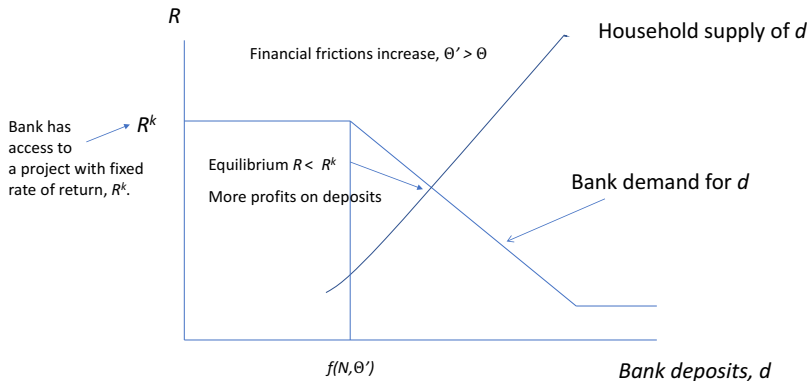 R
Household supply of d
Financial frictions increase, Θ’ > Θ
Bank has
access to
a project with fixed
rate of return, Rᵏ.
Rᵏ
Equilibrium R < Rᵏ
More profits on deposits
Bank demand for d
f(N,Θ’)
Bank deposits, d